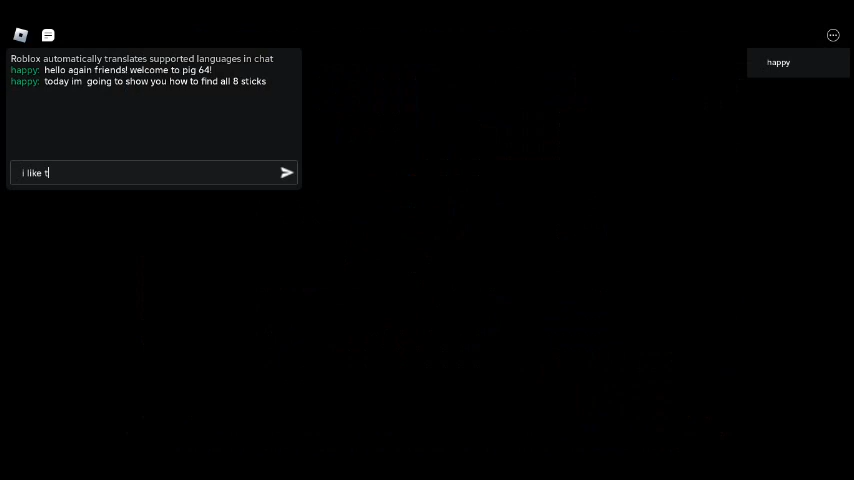 Roblox automatically translates supported languages in chat
happy: hello again friends! welcome to pig 64!
happy: today im  going to show you how to find all 8 sticks
i like t
happy